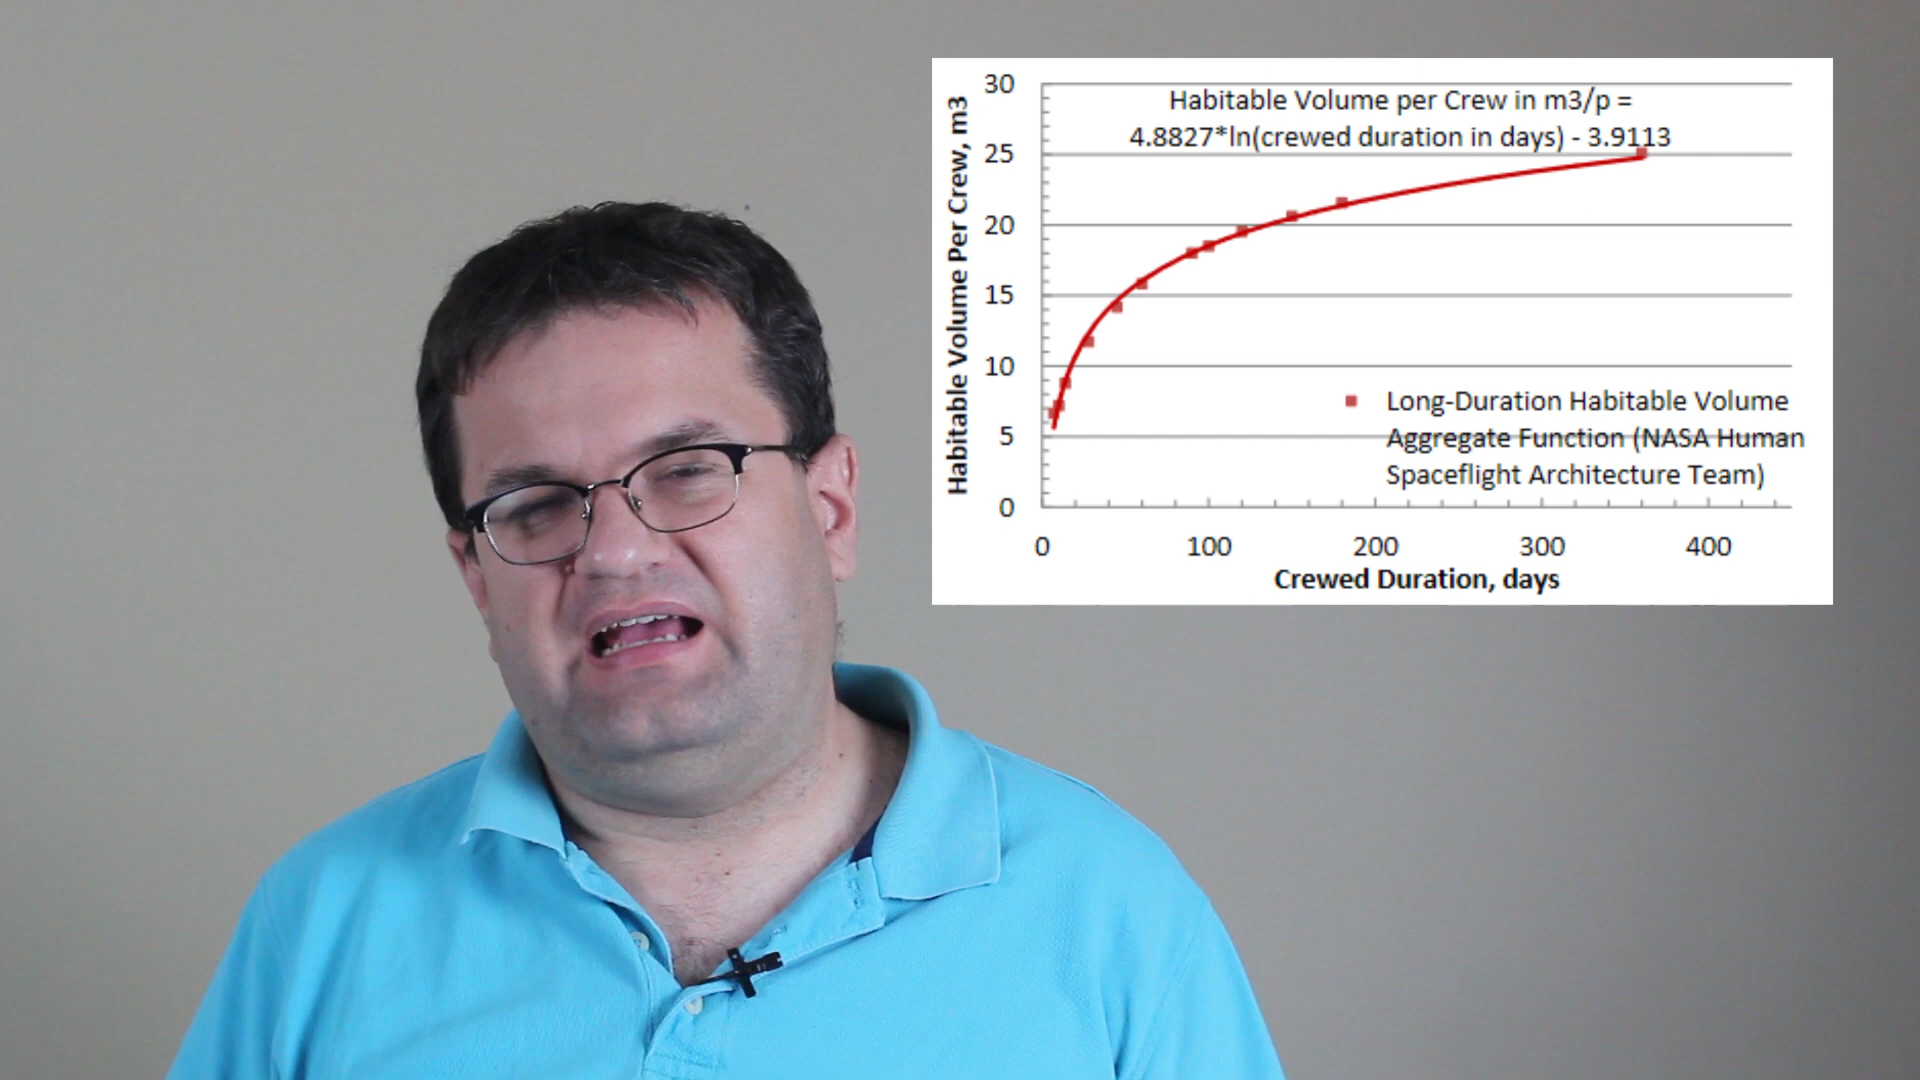 Habitable Volume per Crew in m3/p =
4.8827*ln(crewed duration in days) - 3.9113
Habitable Volume Per Crew, m3
30
25
20
15
10
5
0
Long-Duration Habitable Volume
Aggregate Function (NASA Human
Spaceflight Architecture Team)
0 100 200 300 400
Crewed Duration, days